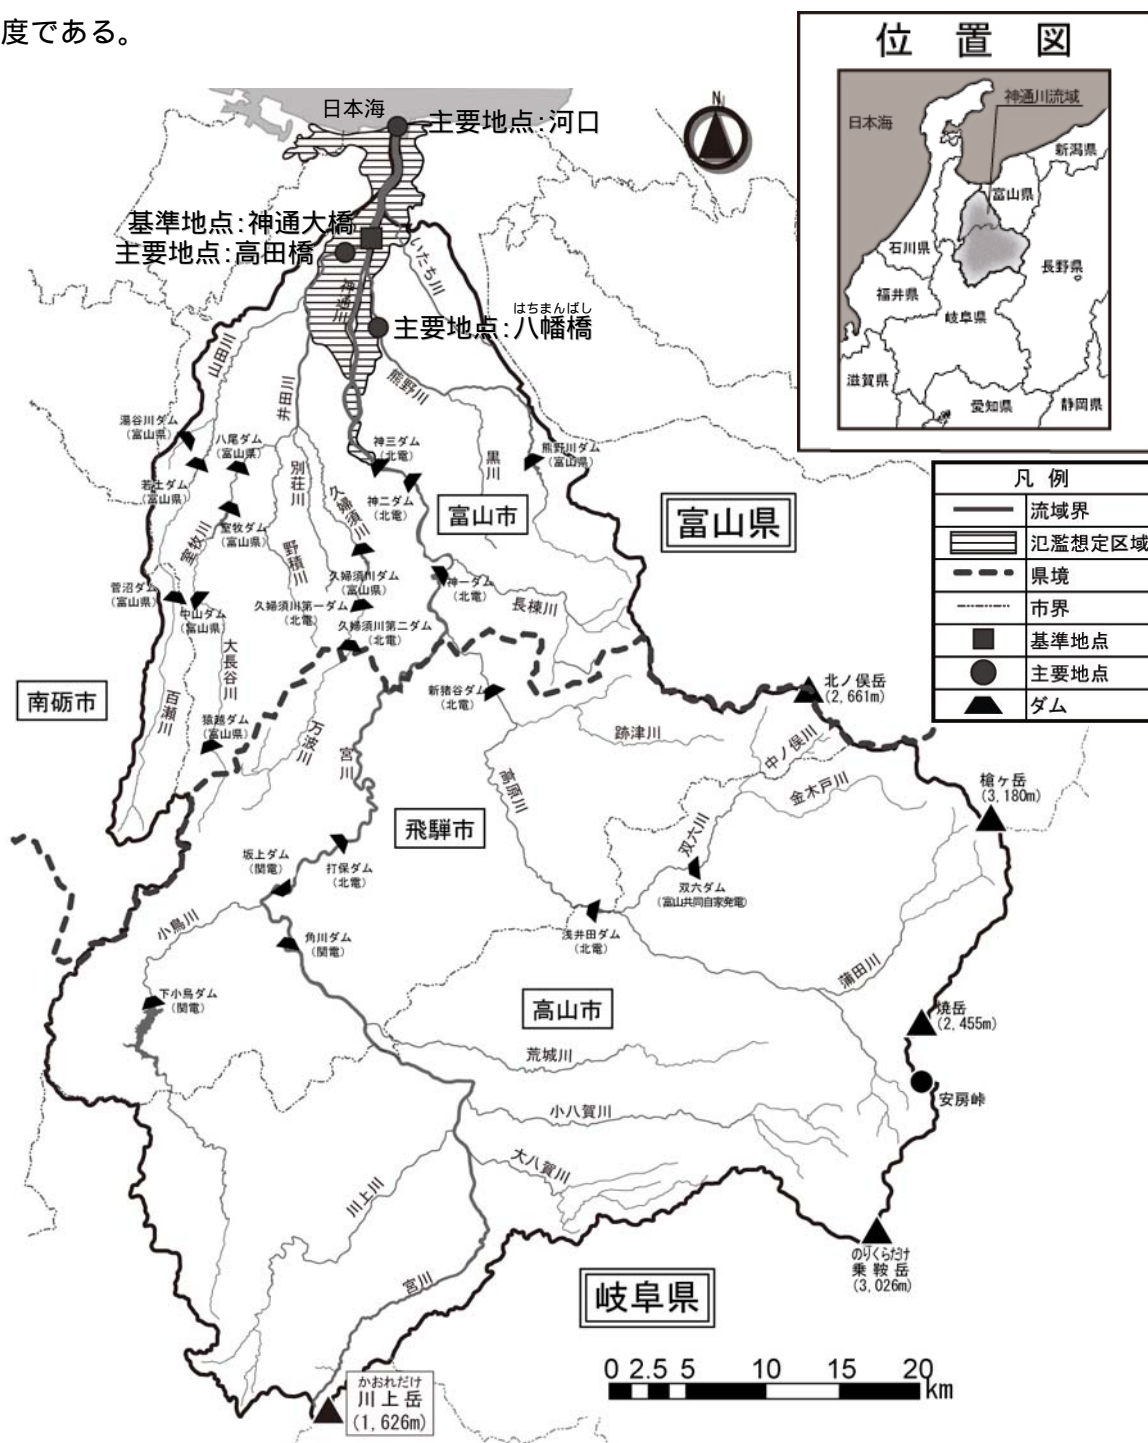 度である。
位置図
神通川流域
日本海
新潟県
富山県
石川県
長野県
福井県
岐阜県
滋賀県
愛知県
静岡県
N
日本海
主要地点:河口
基準地点:神通大橋
主要地点:高田橋
いたち川
神通川
はちまんばし
主要地点:八幡橋
山田川
井田川
熊野川
湯谷川ダム
(富山県)
八尾ダム
(富山県)
神三ダム
(北電)
熊野川ダム
(富山県)
若土ダム
(富山県)
別荘川
久婦須川
黒川
神二ダム
(北電)
富山市
富山県
室牧ダム
(富山県)
室牧川
野積川
久婦須川ダム
(富山県)
神一ダム
(北電)
菅沼ダム
(富山県)
中山ダム
(富山県)
久婦須川第一ダム
(北電)
長棟川
久婦須川第二ダム
(北電)
大長谷川
南砺市
百瀬川
新猪谷ダム
(北電)
北ノ俣岳
(2,661m)
猿越ダム
(富山県)
万波川
宮川
跡津川
中ノ俣川
高原川
金木戸川
槍ヶ岳
(3,180m)
飛騨市
双六川
坂上ダム
(関電)
打保ダム
(北電)
双六ダム
(富山共同自家発電)
小鳥川
角川ダム
(関電)
浅井田ダム
(北電)
蒲田川
下小鳥ダム
(関電)
高山市
焼岳
(2,455m)
荒城川
安房峠
小八賀川
大八賀川
川上川
宮川
のりくらだけ
乗鞍岳
(3,026m)
岐阜県
かおれだけ
川上岳
(1,626m)
0 2.5 5 10 15 20
km
凡例
流域界
氾濫想定区域
県境
市界
基準地点
主要地点
ダム